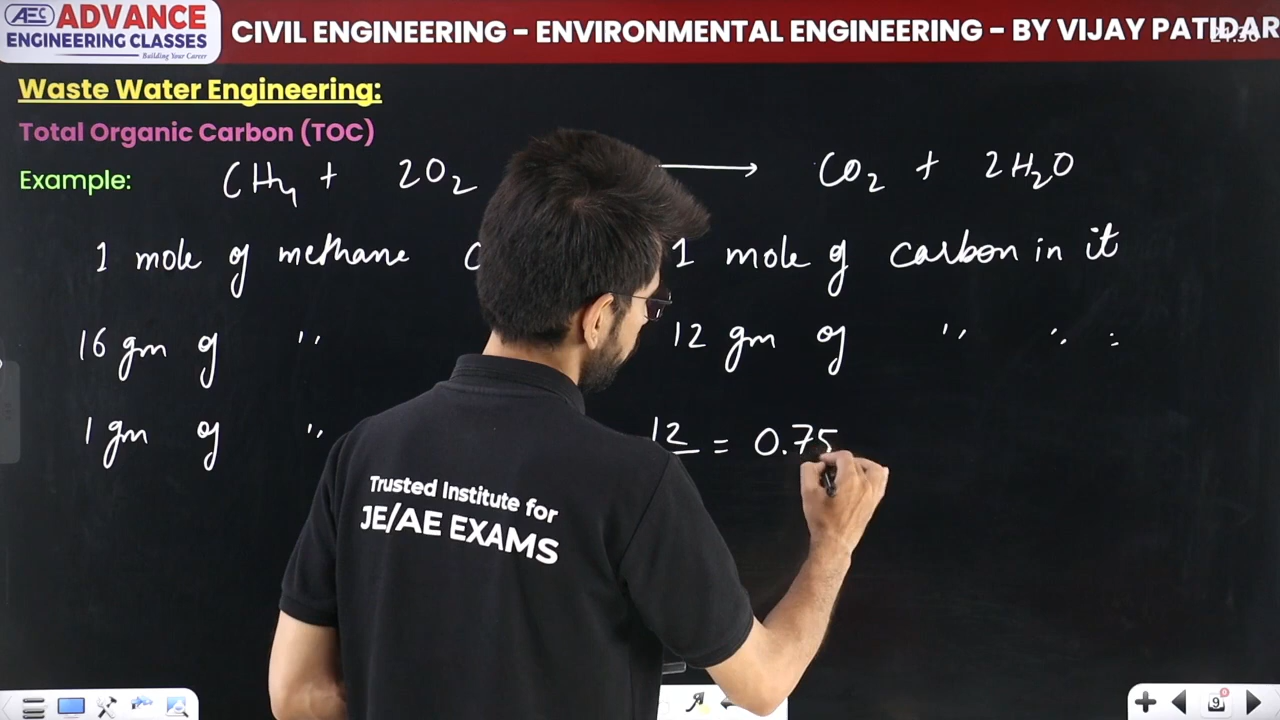 AEC ADVANCE
ENGINEERING CLASSES
Building Your Career
CIVIL ENGINEERING - ENVIRONMENTAL ENGINEERING - BY VIJAY PATIDAR
Waste Water Engineering:
Total Organic Carbon (TOC)
Example: CH4 + 2O2 → CO2 + 2H2O
1 mole of methane 1 mole of carbon in it
16 gm of " 12 gm of " "
1 gm of " 12 = 0.75
Trusted Institute for
JE/AE EXAMS
9